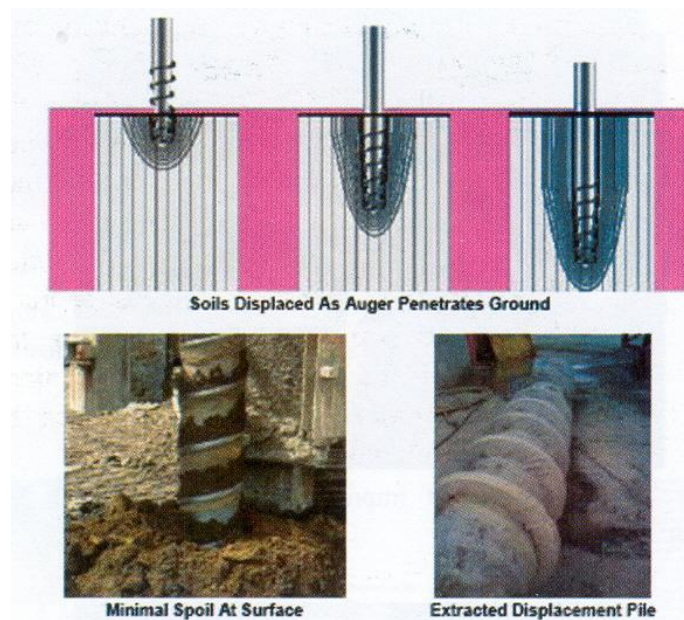 Soils Displaced As Auger Penetrates Ground
Minimal Spoil At Surface
Extracted Displacement Pile